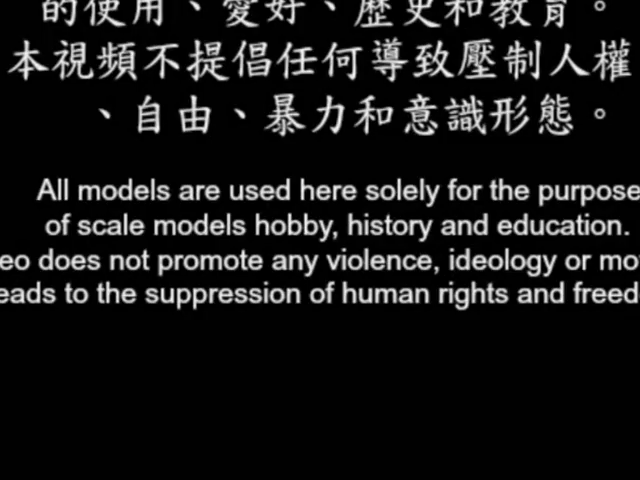 的使用、愛好、歷史和教育。
本視頻不提倡任何導致壓制人權
、自由、暴力和意識形態。
All models are used here solely for the purpose
of scale models hobby, history and education.
eo does not promote any violence, ideology or mo
eads to the suppression of human rights and freed